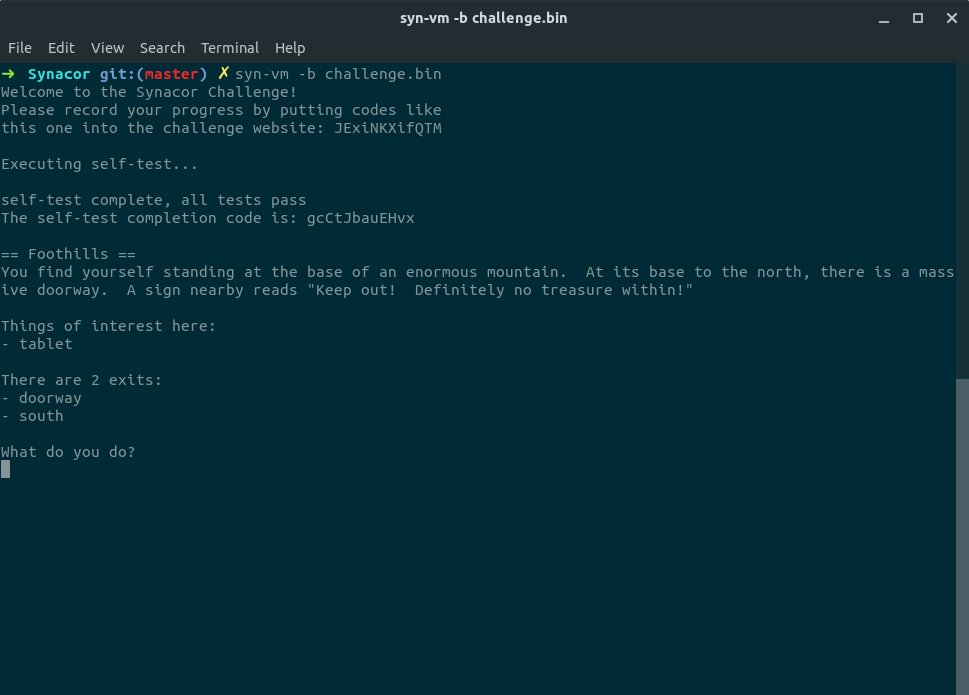 syn-vm -b challenge.bin
File Edit View Search Terminal Help
➜ Synacor git:(master) ✗ syn-vm -b challenge.bin
Welcome to the Synacor Challenge!
Please record your progress by putting codes like
this one into the challenge website: JExiNKXifQTM
Executing self-test...
self-test complete, all tests pass
The self-test completion code is: gcCtJbauEHvx
== Foothills ==
You find yourself standing at the base of an enormous mountain.  At its base to the north, there is a mass
ive doorway.  A sign nearby reads "Keep out!  Definitely no treasure within!"
Things of interest here:
- tablet
There are 2 exits:
- doorway
- south
What do you do?